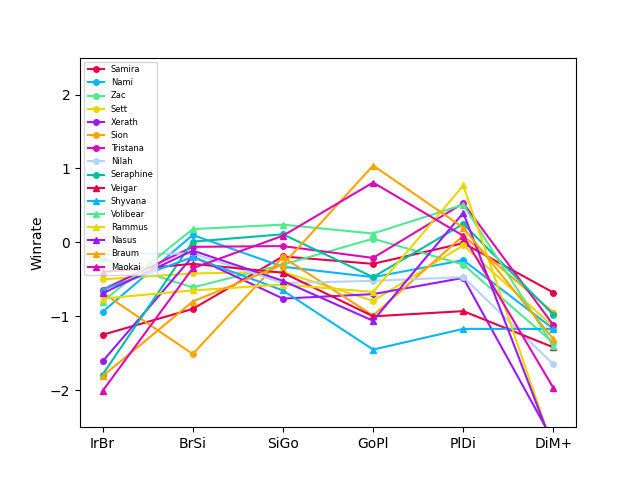 Samira
Nami
Zac
Sett
Xerath
Sion
Tristana
Nilah
Seraphine
Veigar
Shyvana
Volibear
Rammus
Nasus
Braum
Maokai
Winrate
2
1
0
−1
−2
IrBr BrSi SiGo GoPl PlDi DiM+